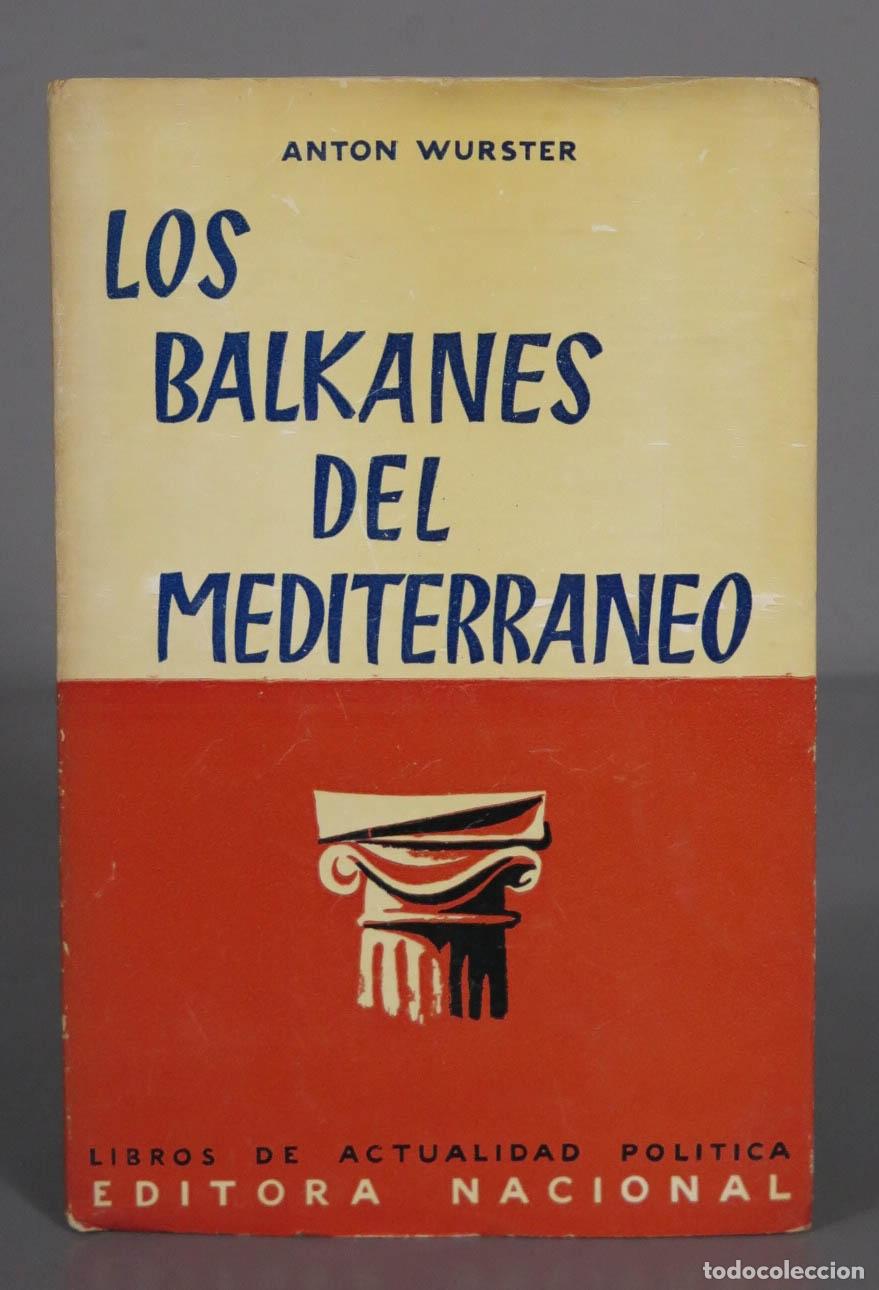 ANTON WURSTER
LOS
BALKANES
DEL
MEDITERRANEO
LIBROS DE ACTUALIDAD POLITICA
EDITORA NACIONAL
todocoleccion